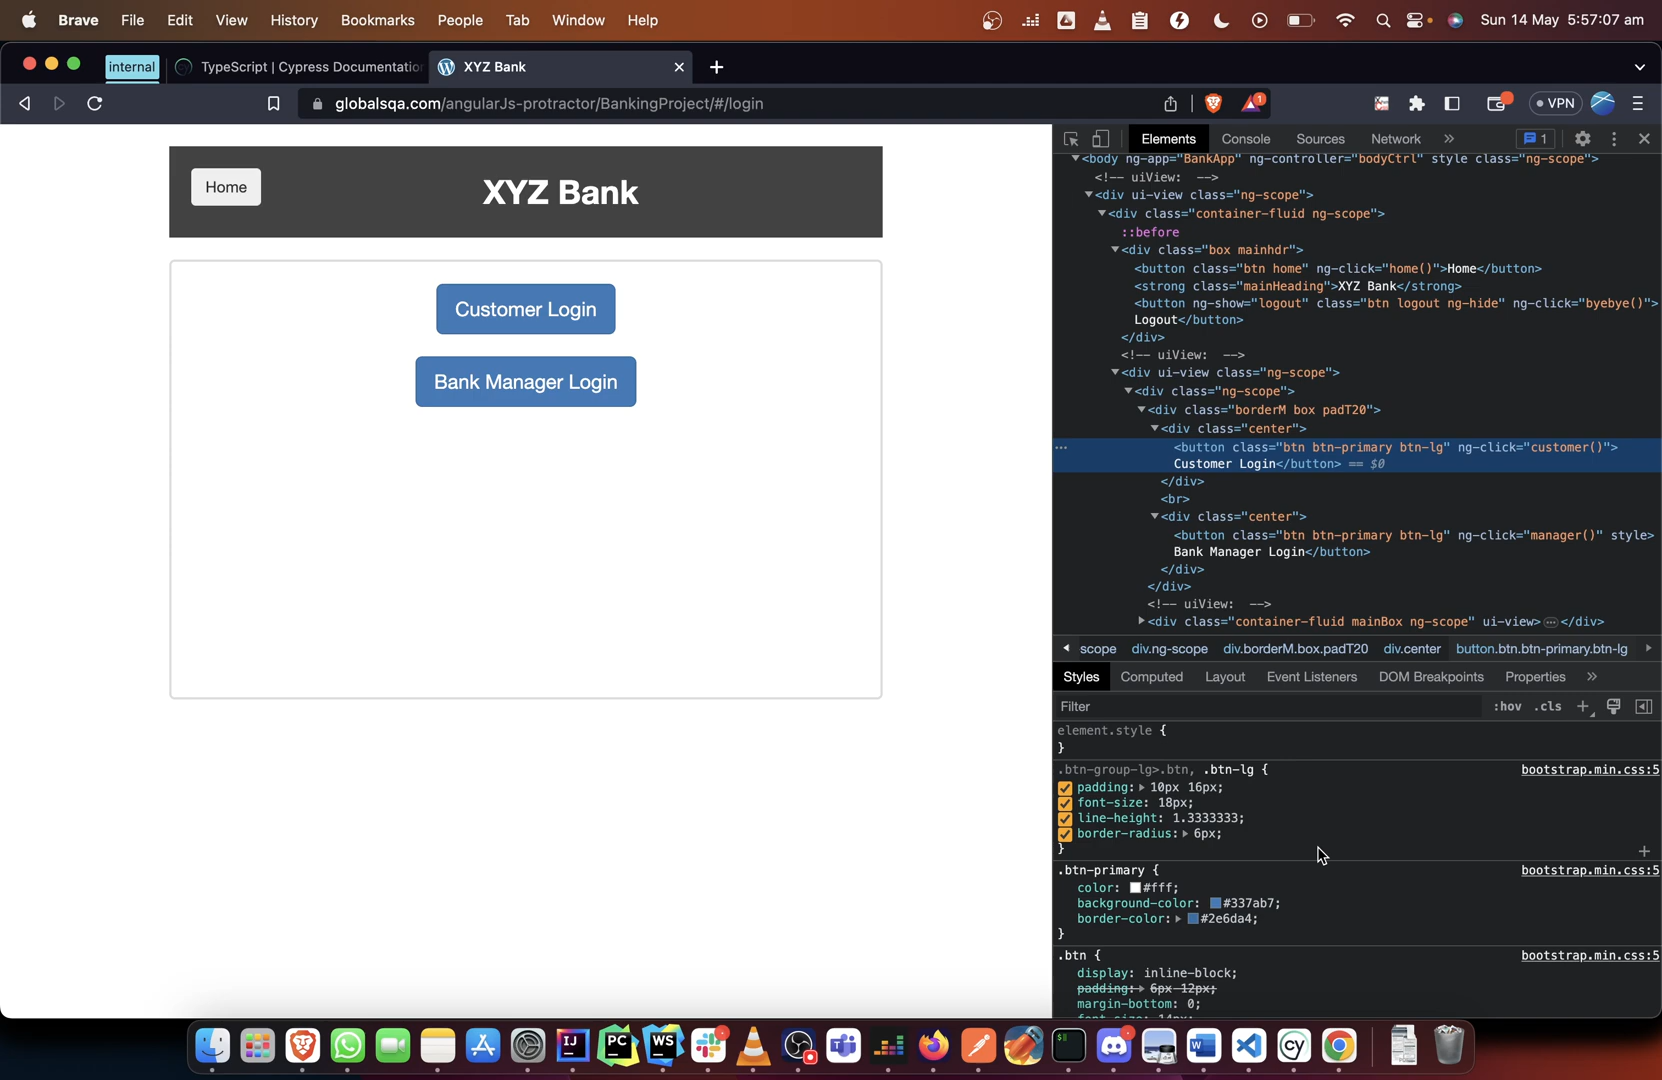 Brave File Edit View History Bookmarks People Tab Window Help Sun 14 May 5:57:07 am
internal TypeScript | Cypress Documentatio XYZ Bank
globalsqa.com/angularJs-protractor/BankingProject/#/login 1 VPN
Home XYZ Bank
Customer Login
Bank Manager Login
Elements Console Sources Network » 1
<body ng-app="BankApp" ng-controller="bodyCtrl" style class="ng-scope">
<!-- uiView: -->
<div ui-view class="ng-scope">
<div class="container-fluid ng-scope">
::before
<div class="box mainhdr">
<button class="btn home" ng-click="home()">Home</button>
<strong class="mainHeading">XYZ Bank</strong>
<button ng-show="logout" class="btn logout ng-hide" ng-click="byebye()">
Logout</button>
</div>
<!-- uiView: -->
<div ui-view class="ng-scope">
<div class="ng-scope">
<div class="borderM box padT20">
<div class="center">
<button class="btn btn-primary btn-lg" ng-click="customer()">
Customer Login</button> == $0
</div>
<br>
<div class="center">
<button class="btn btn-primary btn-lg" ng-click="manager()" style>
Bank Manager Login</button>
</div>
</div>
<!-- uiView: -->
<div class="container-fluid mainBox ng-scope" ui-view>…</div>
scope div.ng-scope div.borderM.box.padT20 div.center button.btn.btn-primary.btn-lg
Styles Computed Layout Event Listeners DOM Breakpoints Properties »
Filter :hov .cls +
element.style {
}
.btn-group-lg>.btn, .btn-lg { bootstrap.min.css:5
padding: 10px 16px;
font-size: 18px;
line-height: 1.3333333;
border-radius: 6px;
}
.btn-primary { bootstrap.min.css:5
color: #fff;
background-color: #337ab7;
border-color: #2e6da4;
}
.btn { bootstrap.min.css:5
display: inline-block;
padding: 6px 12px;
margin-bottom: 0;
IJ PC WS W cy